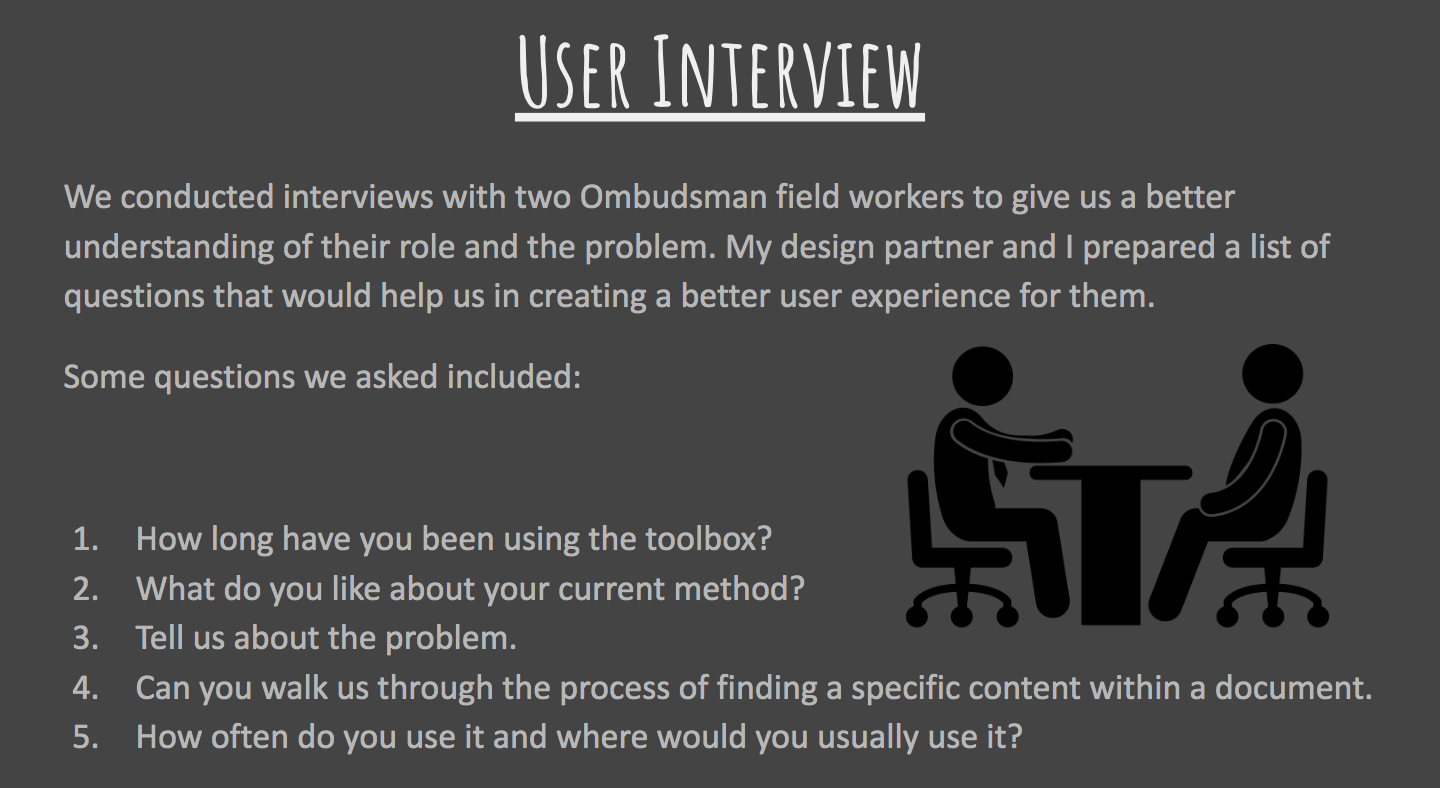 USER INTERVIEW
We conducted interviews with two Ombudsman field workers to give us a better
understanding of their role and the problem. My design partner and I prepared a list of
questions that would help us in creating a better user experience for them.
Some questions we asked included:
1. How long have you been using the toolbox?
2. What do you like about your current method?
3. Tell us about the problem.
4. Can you walk us through the process of finding a specific content within a document.
5. How often do you use it and where would you usually use it?